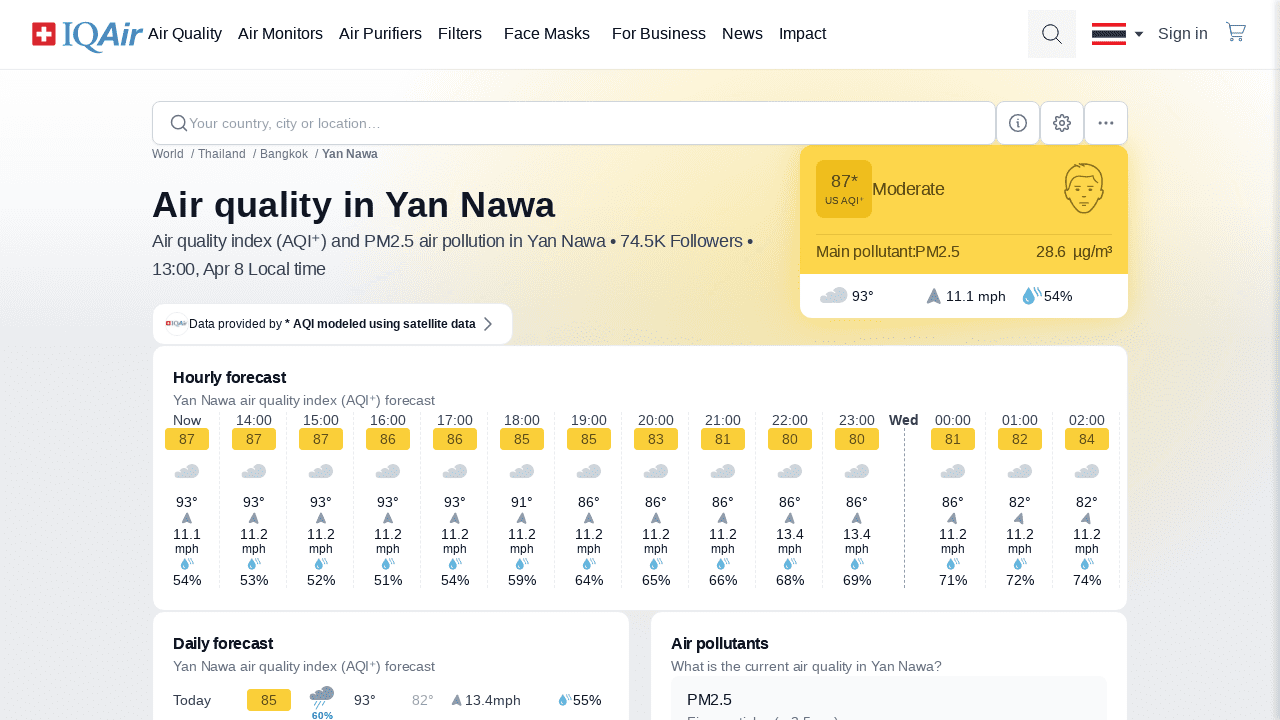 IQAir Air Quality Air Monitors Air Purifiers Filters Face Masks For Business News Impact Sign in
Your country, city or location…
World / Thailand / Bangkok / Yan Nawa
Air quality in Yan Nawa
Air quality index (AQI⁺) and PM2.5 air pollution in Yan Nawa • 74.5K Followers •
13:00, Apr 8 Local time
87*
US AQI⁺
Moderate
Main pollutant:PM2.5 28.6 µg/m³
93° 11.1 mph 54%
IQAir Data provided by * AQI modeled using satellite data
Hourly forecast
Yan Nawa air quality index (AQI⁺) forecast
Now 14:00 15:00 16:00 17:00 18:00 19:00 20:00 21:00 22:00 23:00 Wed 00:00 01:00 02:00
87 87 87 86 86 85 85 83 81 80 80 81 82 84
93° 93° 93° 93° 93° 91° 86° 86° 86° 86° 86° 86° 82° 82°
11.1 11.2 11.2 11.2 11.2 11.2 11.2 11.2 11.2 13.4 13.4 11.2 11.2 11.2
mph mph mph mph mph mph mph mph mph mph mph mph mph mph
54% 53% 52% 51% 54% 59% 64% 65% 66% 68% 69% 71% 72% 74%
Daily forecast
Yan Nawa air quality index (AQI⁺) forecast
Today 85 93° 82° 13.4mph 55%
60%
Air pollutants
What is the current air quality in Yan Nawa?
PM2.5